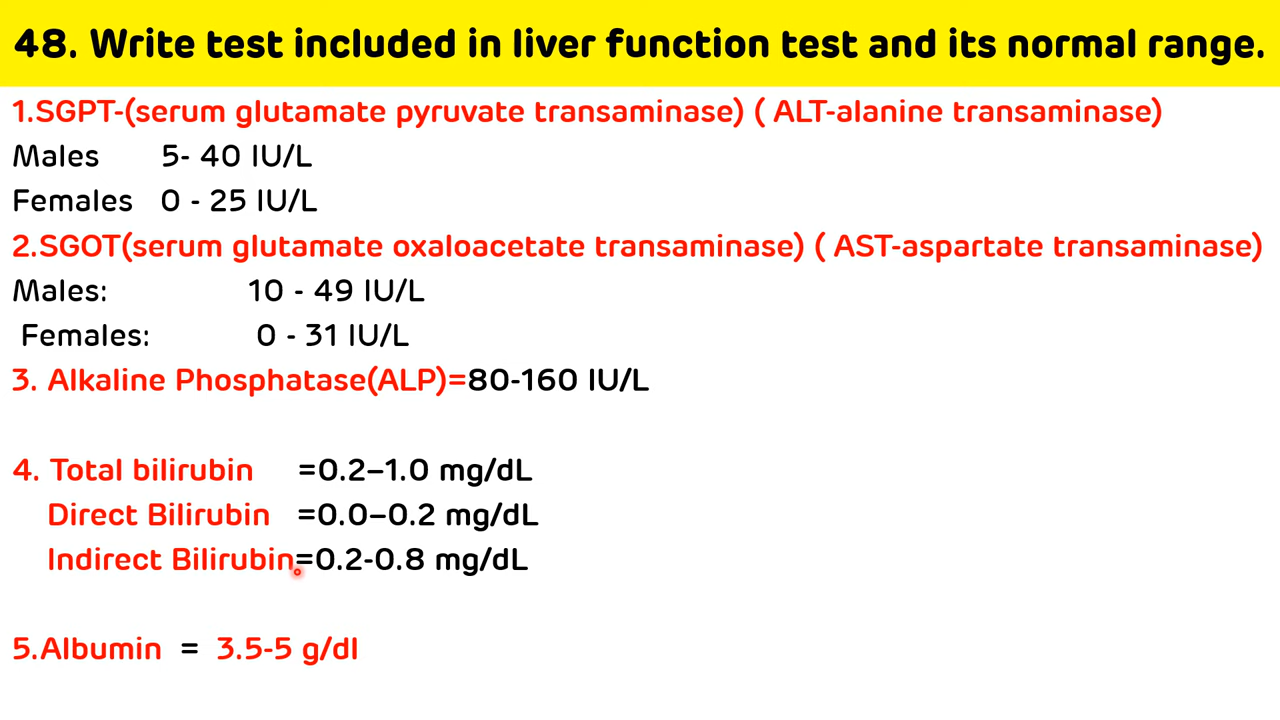 48. Write test included in liver function test and its normal range.
1.SGPT-(serum glutamate pyruvate transaminase) ( ALT-alanine transaminase)
Males 5- 40 IU/L
Females 0 - 25 IU/L
2.SGOT(serum glutamate oxaloacetate transaminase) ( AST-aspartate transaminase)
Males: 10 - 49 IU/L
Females: 0 - 31 IU/L
3. Alkaline Phosphatase(ALP)=80-160 IU/L
4. Total bilirubin =0.2–1.0 mg/dL
Direct Bilirubin =0.0–0.2 mg/dL
Indirect Bilirubin=0.2-0.8 mg/dL
5.Albumin = 3.5-5 g/dl